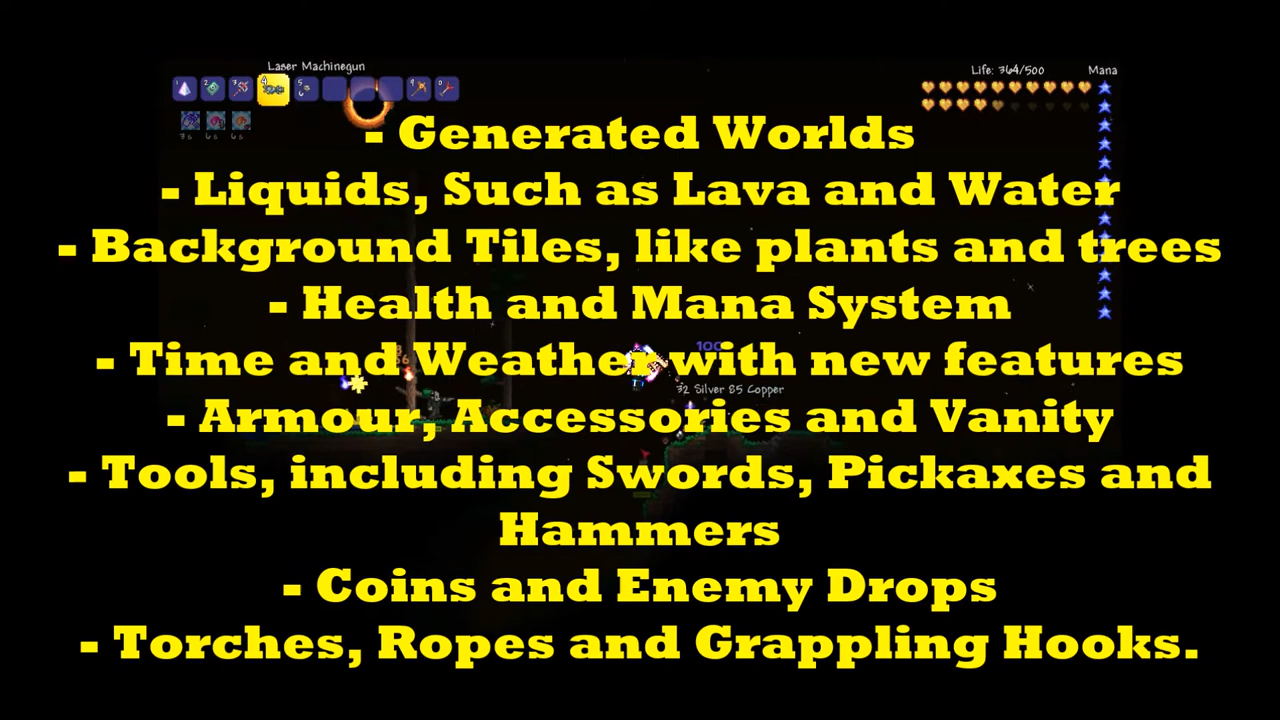 Laser Machinegun
Life: 364/500
Mana
- Generated Worlds
- Liquids, Such as Lava and Water
- Background Tiles, like plants and trees
- Health and Mana System
- Time and Weather with new features
100
32 Silver 85 Copper
- Armour, Accessories and Vanity
- Tools, including Swords, Pickaxes and
Hammers
- Coins and Enemy Drops
- Torches, Ropes and Grappling Hooks.